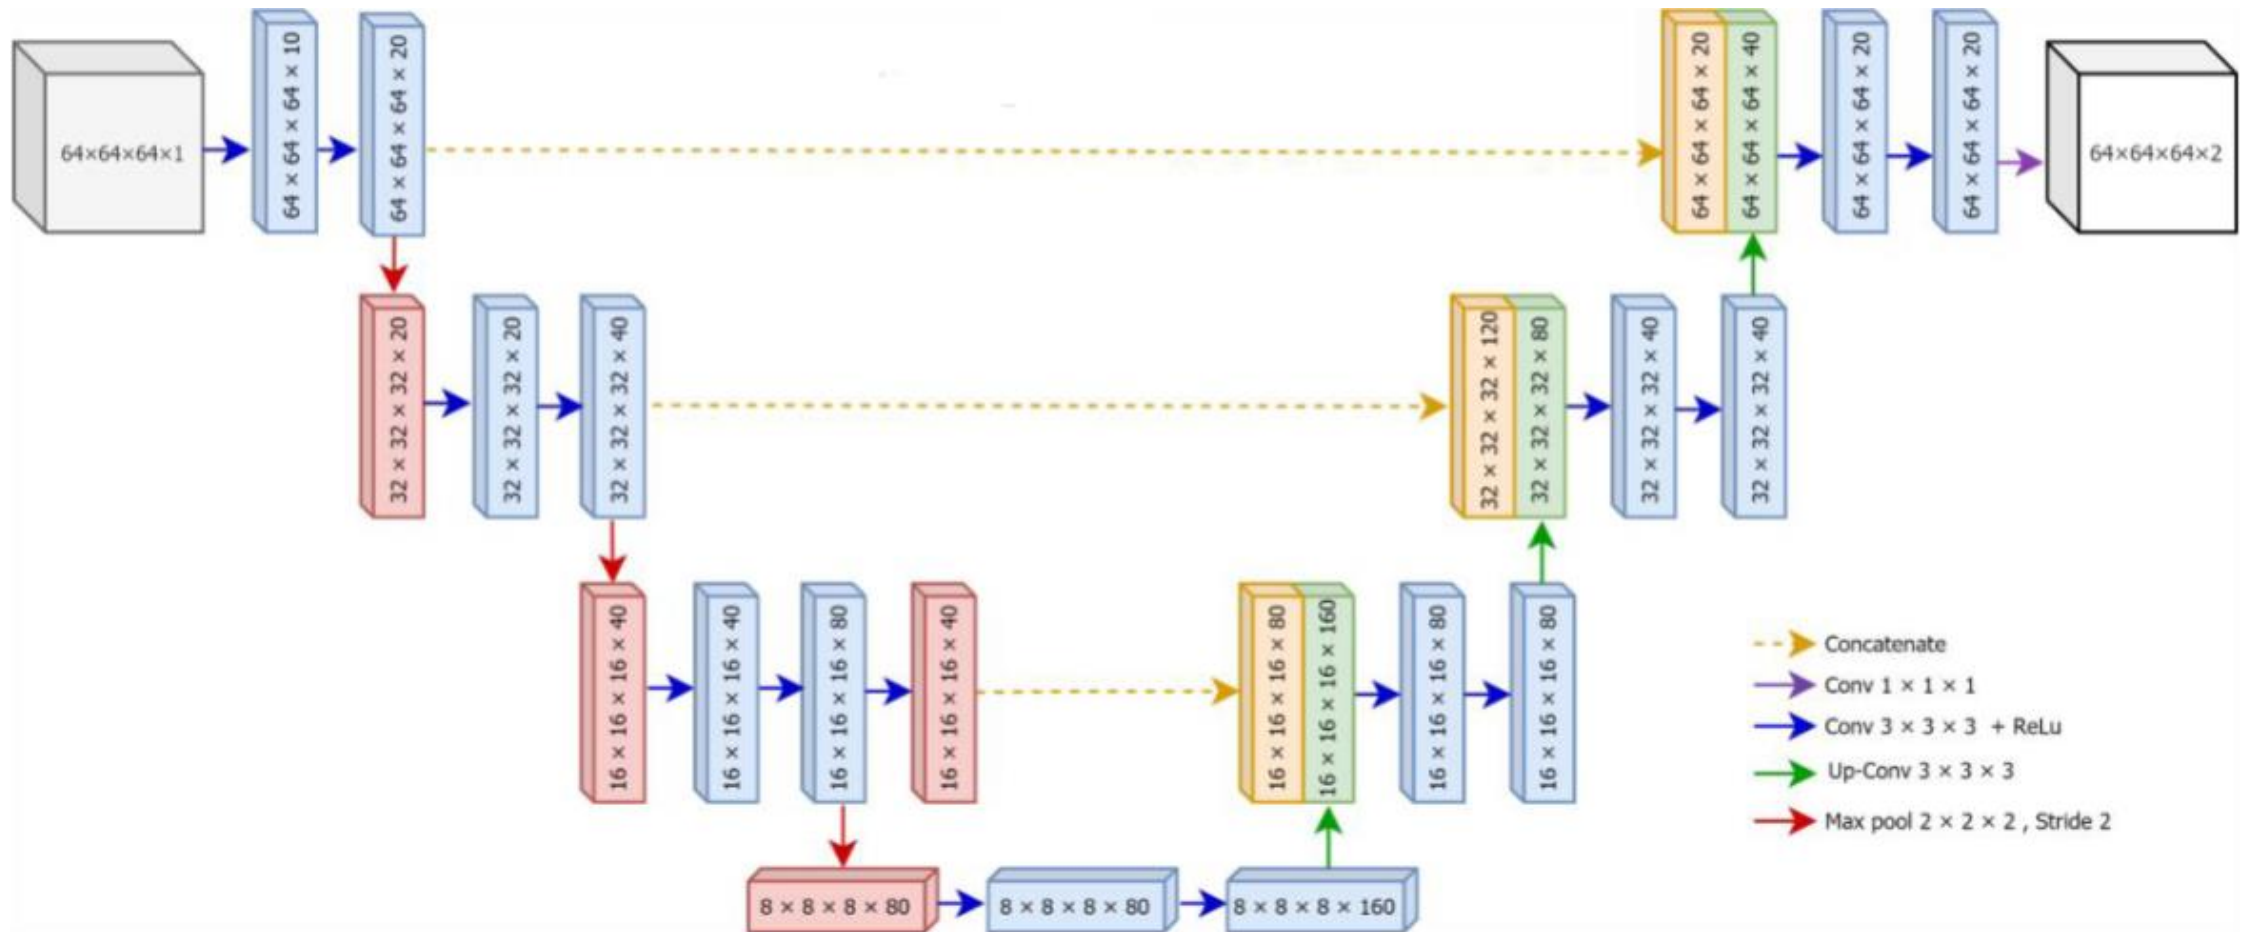 64×64×64×1
64 × 64 × 64 × 10
64 × 64 × 64 × 20
64 × 64 × 64 × 20
64 × 64 × 64 × 40
64 × 64 × 64 × 20
64 × 64 × 64 × 20
64×64×64×2
32 × 32 × 32 × 20
32 × 32 × 32 × 20
32 × 32 × 32 × 40
32 × 32 × 32 × 120
32 × 32 × 32 × 80
32 × 32 × 32 × 40
32 × 32 × 32 × 40
16 × 16 × 16 × 40
16 × 16 × 16 × 40
16 × 16 × 16 × 80
16 × 16 × 16 × 40
16 × 16 × 16 × 80
16 × 16 × 16 × 160
16 × 16 × 16 × 80
16 × 16 × 16 × 80
8 × 8 × 8 × 80
8 × 8 × 8 × 80
8 × 8 × 8 × 160
Concatenate
Conv 1 × 1 × 1
Conv 3 × 3 × 3 + ReLu
Up-Conv 3 × 3 × 3
Max pool 2 × 2 × 2 , Stride 2